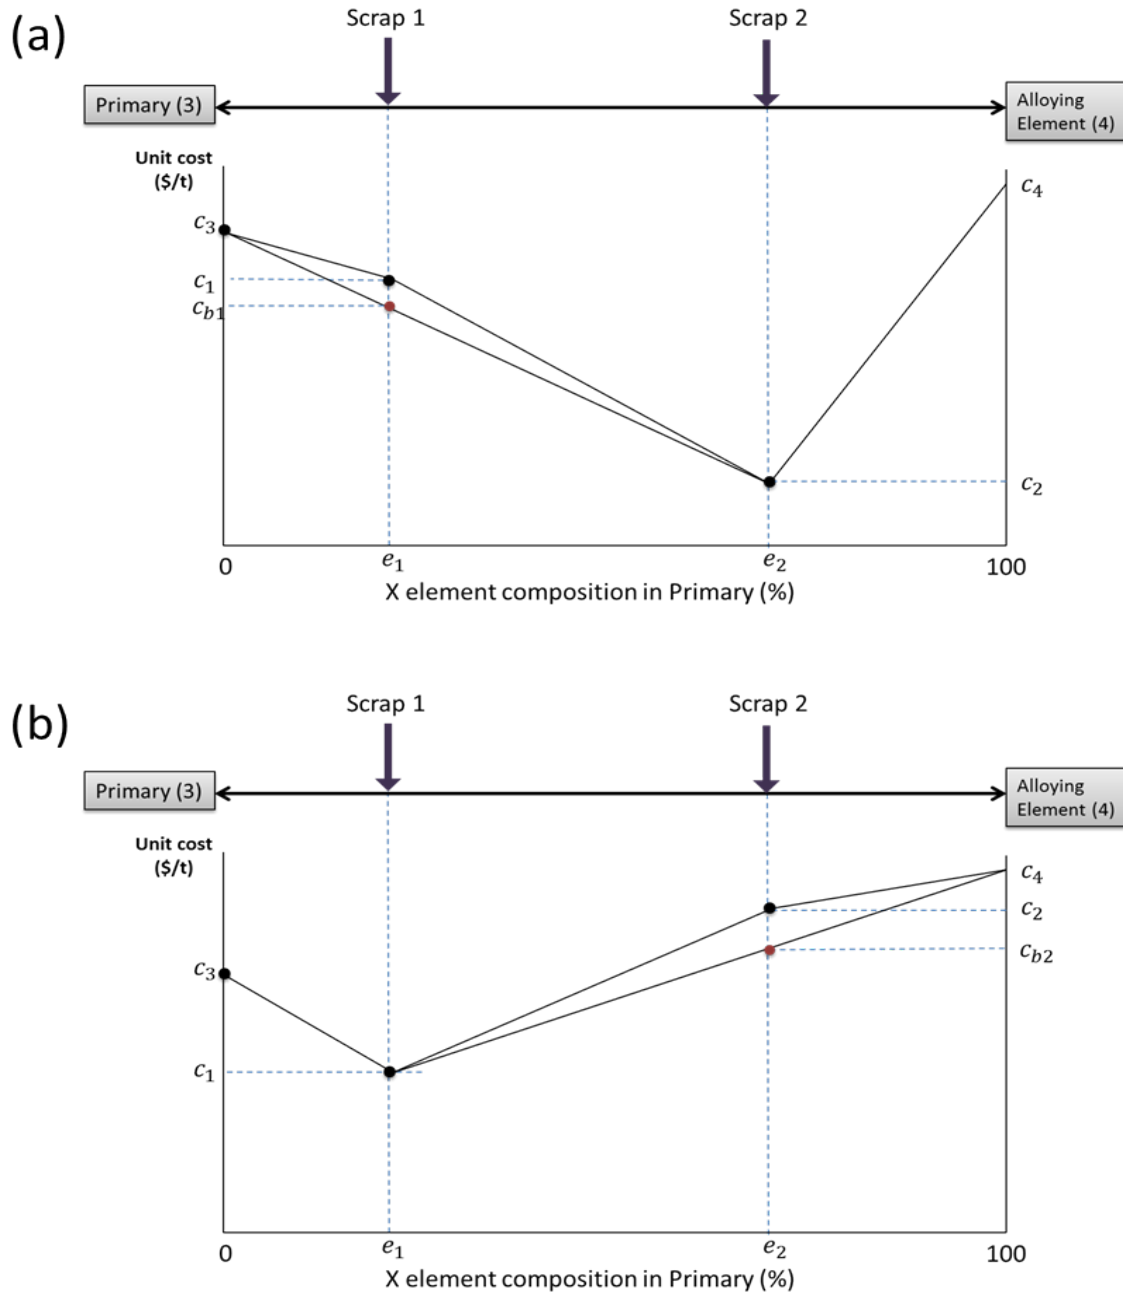 (a)
Scrap 1
Scrap 2
Primary (3)
Alloying
Element (4)
Unit cost
($/t)
c₃
c₁
c_b1
c₄
c₂
0
e₁
e₂
100
X element composition in Primary (%)
(b)
Scrap 1
Scrap 2
Primary (3)
Alloying
Element (4)
Unit cost
($/t)
c₄
c₂
c_b2
c₃
c₁
0
e₁
e₂
100
X element composition in Primary (%)